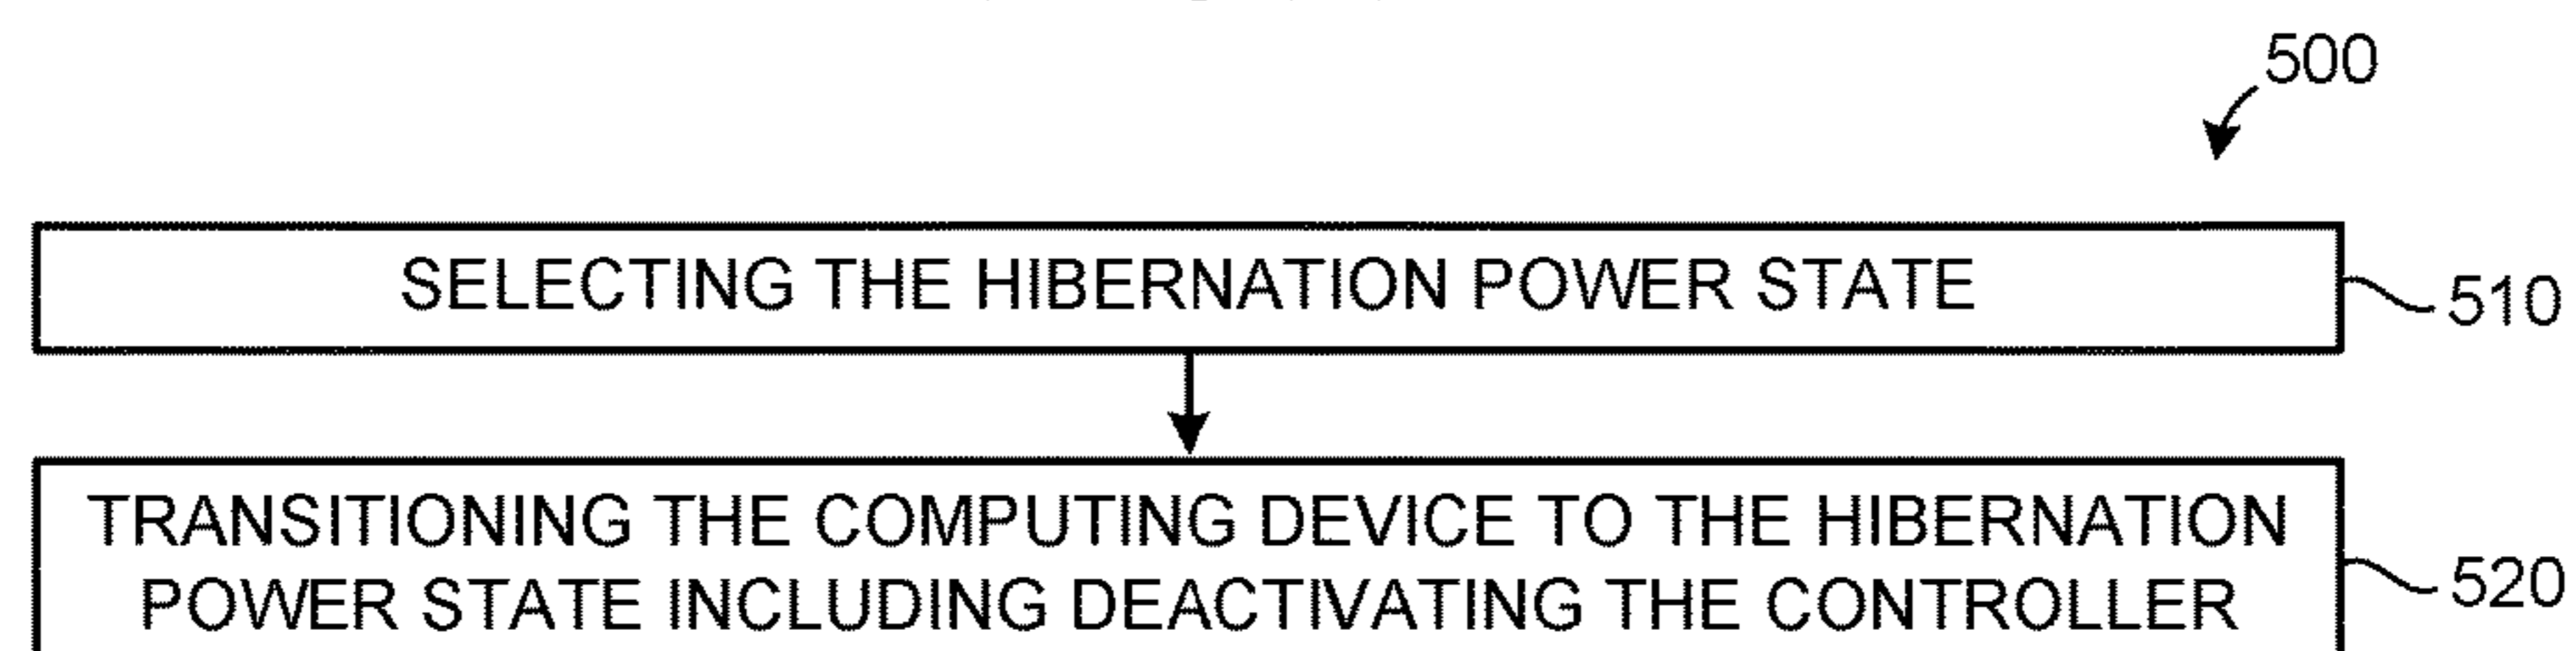 500
SELECTING THE HIBERNATION POWER STATE
510
TRANSITIONING THE COMPUTING DEVICE TO THE HIBERNATION
POWER STATE INCLUDING DEACTIVATING THE CONTROLLER
520